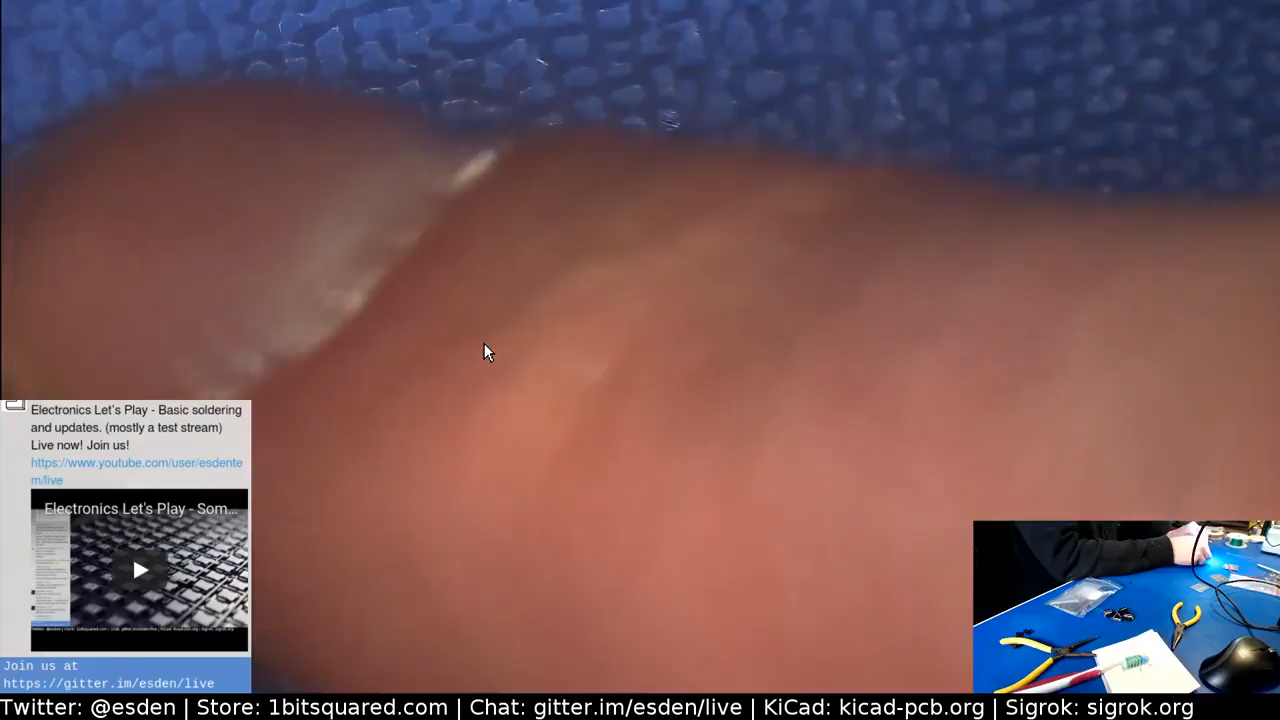 Electronics Let's Play - Basic soldering
and updates. (mostly a test stream)
Live now! Join us!
https://www.youtube.com/user/esdente
m/live
Electronics Let's Play - Som...
Join us at
https://gitter.im/esden/live
Twitter: @esden | Store: 1bitsquared.com | Chat: gitter.im/esden/live | KiCad: kicad-pcb.org | Sigrok: sigrok.org